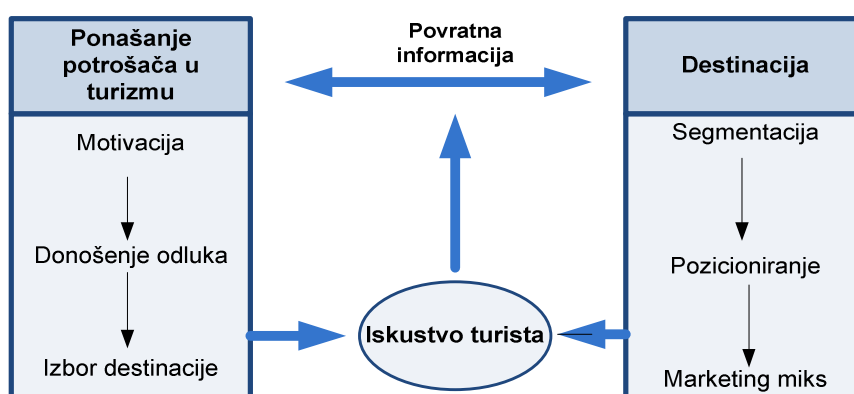 Ponašanje
potrošača u
turizmu
Motivacija
Donošenje odluka
Izbor destinacije
Povratna
informacija
Iskustvo turista
Destinacija
Segmentacija
Pozicioniranje
Marketing miks